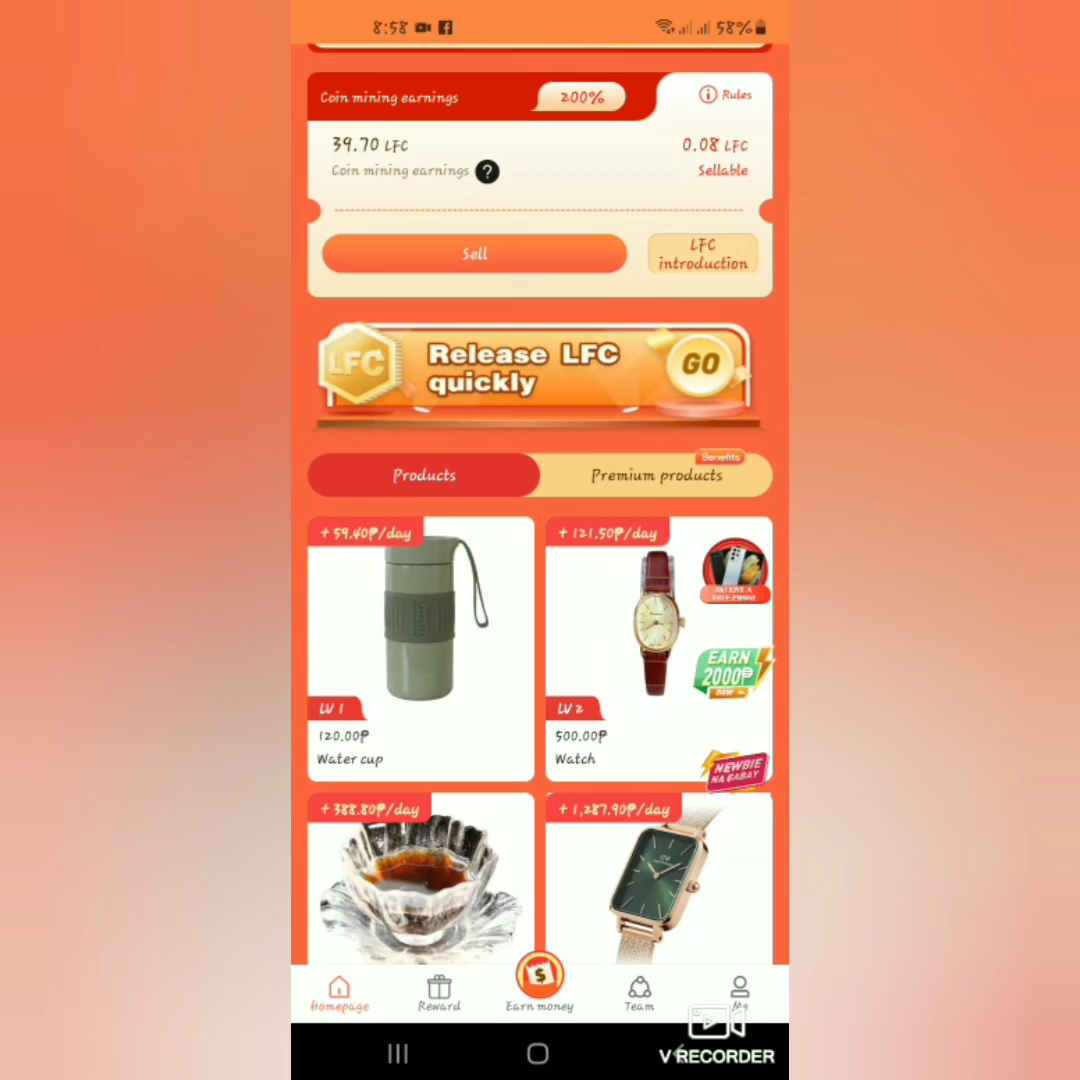 8:58
58%
Coin mining earnings
200%
Rules
39.70 LFC
0.08 LFC
Coin mining earnings ?
Sellable
Sell
LFC
introduction
LFC
Release LFC
quickly
GO
Products
Benefits
Premium products
+ 59.40₱/day
+ 121.50₱/day
RECEIVE A
EARN
2000₱
NEW
LV 1
LV 2
120.00₱
500.00₱
Water cup
Watch
NEWBIE
NA GABAY
+ 388.80₱/day
+ 1,287.90₱/day
$
Homepage
Reward
Earn money
Team
My
V RECORDER